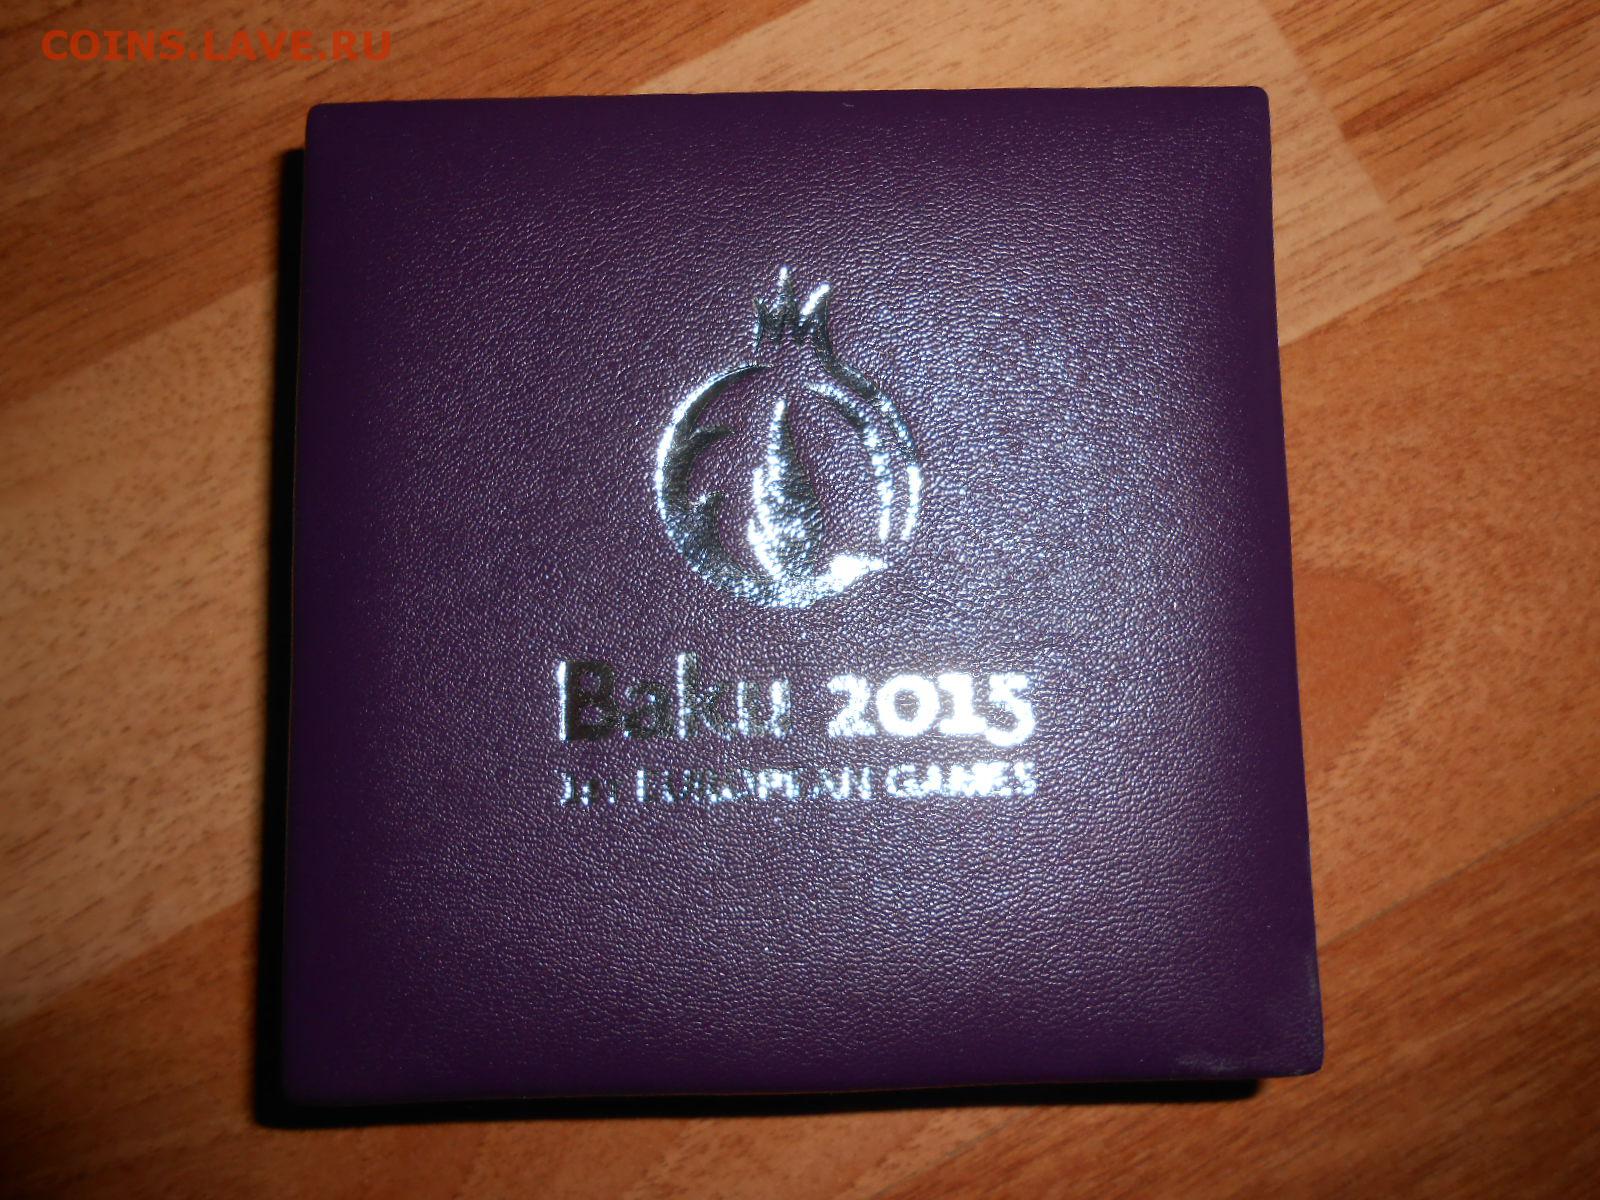 COINS.LAVE.RU
Baku 2015
1ST EUROPEAN GAMES